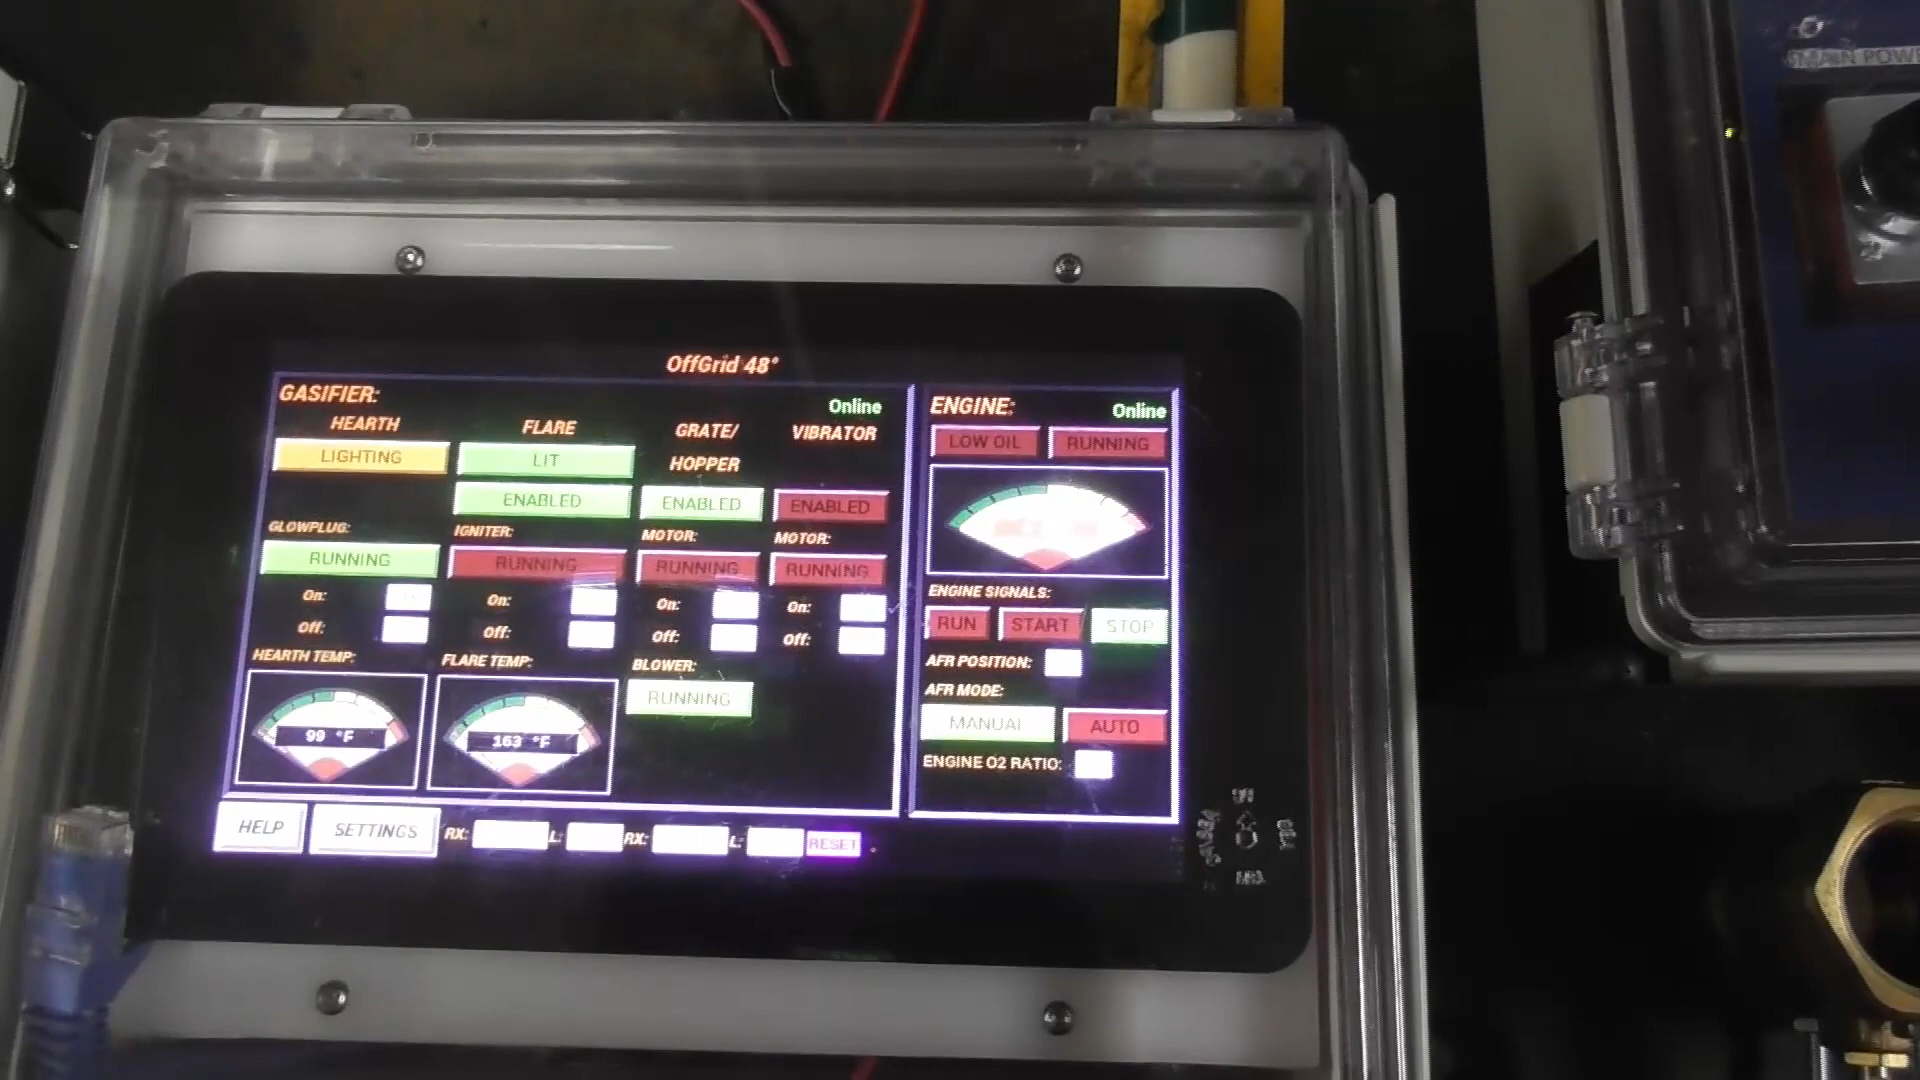 MAIN POWE
OffGrid 48°
GASIFIER:
Online
HEARTH
FLARE
GRATE/
HOPPER
VIBRATOR
LIGHTING
LIT
ENABLED
ENABLED
ENABLED
GLOWPLUG:
IGNITER:
MOTOR:
MOTOR:
RUNNING
RUNNING
RUNNING
RUNNING
On:
On:
On:
On:
Off:
Off:
Off:
Off:
HEARTH TEMP:
FLARE TEMP:
BLOWER:
RUNNING
99 °F
163 °F
ENGINE:
Online
LOW OIL
RUNNING
ENGINE SIGNALS:
RUN
START
STOP
AFR POSITION:
AFR MODE:
MANUAL
AUTO
ENGINE O2 RATIO:
HELP
SETTINGS
RX:
L:
RX:
L:
RESET